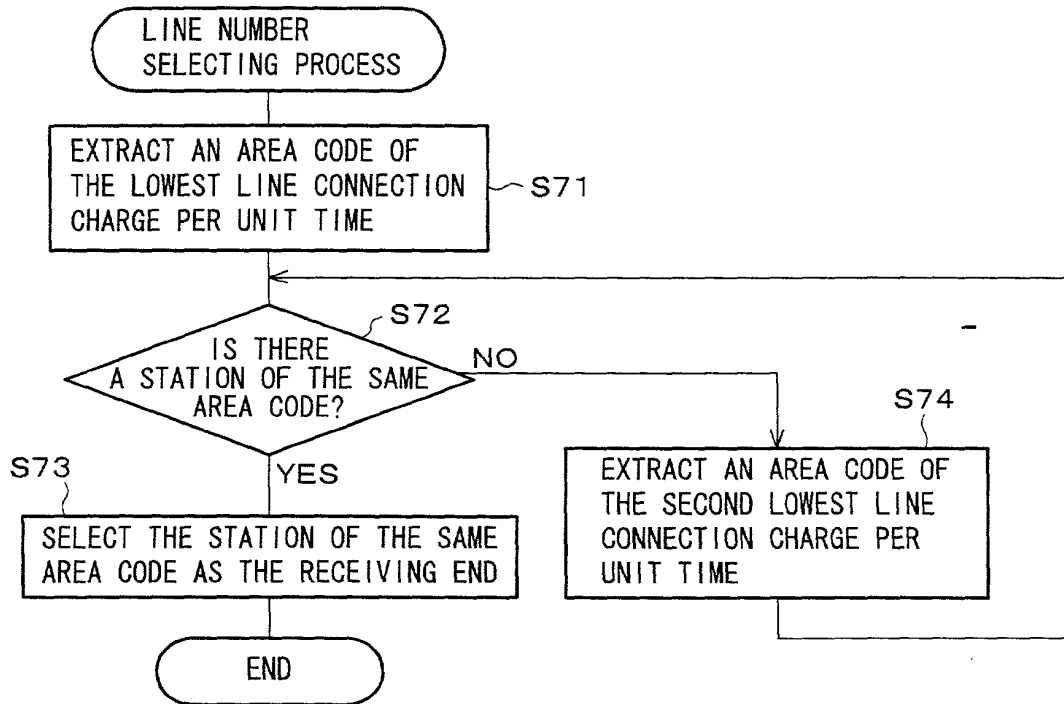 LINE NUMBER
SELECTING PROCESS
EXTRACT AN AREA CODE OF
THE LOWEST LINE CONNECTION
CHARGE PER UNIT TIME
S71
S72
IS THERE
A STATION OF THE SAME
AREA CODE?
NO
S74
YES
S73
EXTRACT AN AREA CODE OF
THE SECOND LOWEST LINE
CONNECTION CHARGE PER
UNIT TIME
SELECT THE STATION OF THE SAME
AREA CODE AS THE RECEIVING END
END